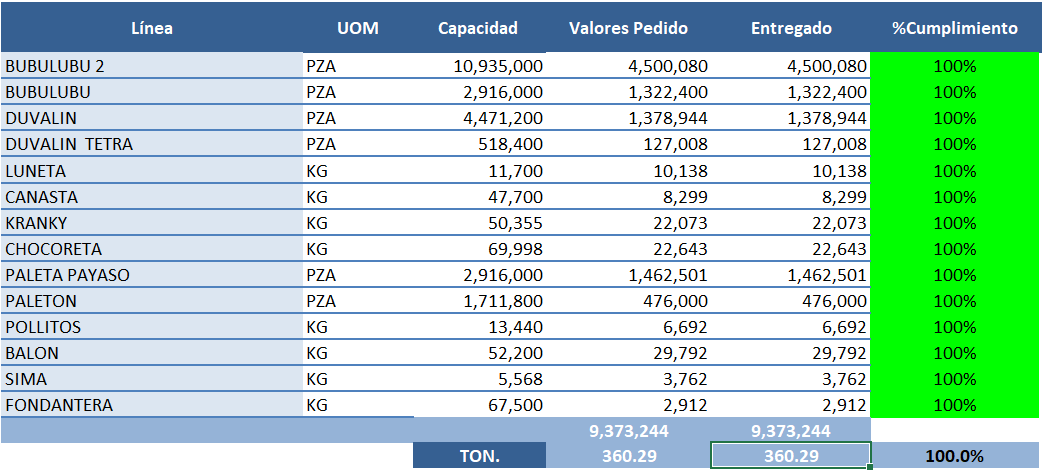 Línea UOM Capacidad Valores Pedido Entregado %Cumplimiento
BUBULUBU 2 PZA 10,935,000 4,500,080 4,500,080 100%
BUBULUBU PZA 2,916,000 1,322,400 1,322,400 100%
DUVALIN PZA 4,471,200 1,378,944 1,378,944 100%
DUVALIN TETRA PZA 518,400 127,008 127,008 100%
LUNETA KG 11,700 10,138 10,138 100%
CANASTA KG 47,700 8,299 8,299 100%
KRANKY KG 50,355 22,073 22,073 100%
CHOCORETA KG 69,998 22,643 22,643 100%
PALETA PAYASO PZA 2,916,000 1,462,501 1,462,501 100%
PALETON PZA 1,711,800 476,000 476,000 100%
POLLITOS KG 13,440 6,692 6,692 100%
BALON KG 52,200 29,792 29,792 100%
SIMA KG 5,568 3,762 3,762 100%
FONDANTERA KG 67,500 2,912 2,912 100%
9,373,244 9,373,244
TON. 360.29 360.29 100.0%